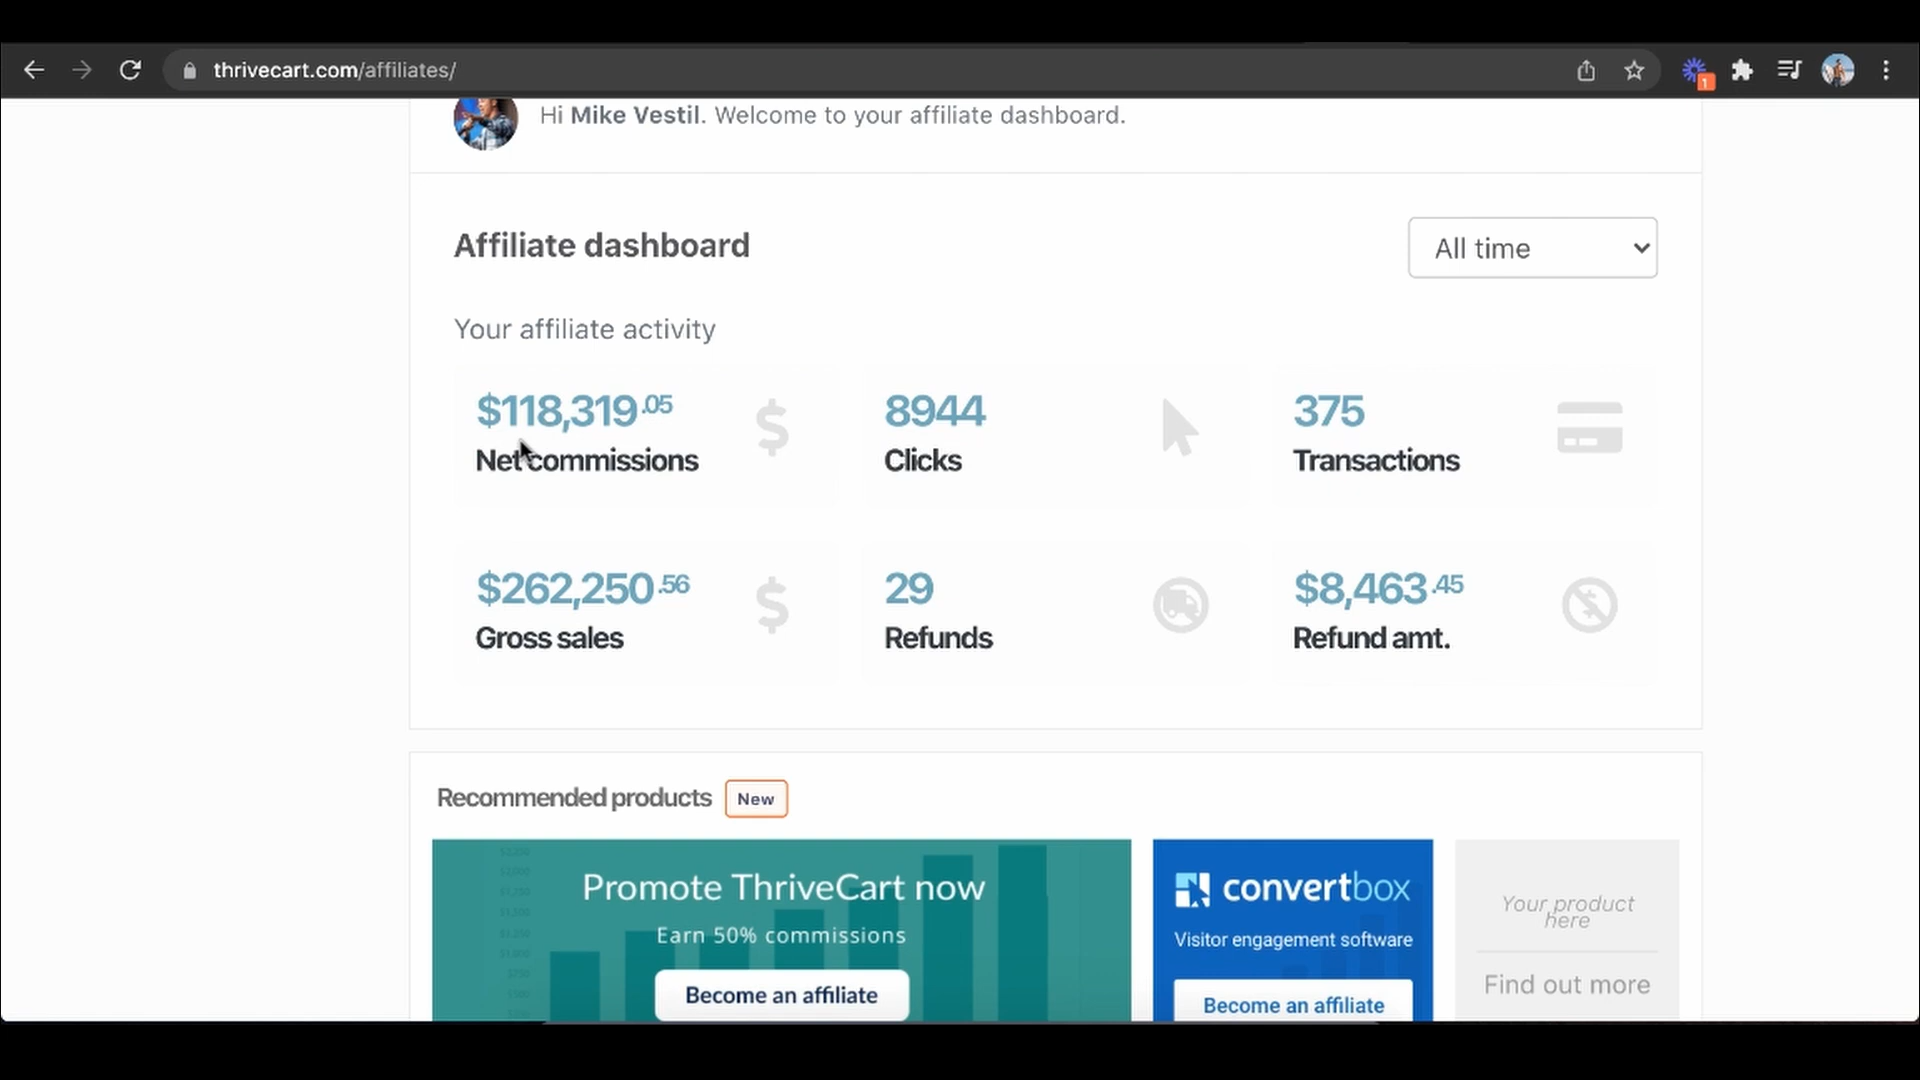 thrivecart.com/affiliates/
1
Hi Mike Vestil. Welcome to your affiliate dashboard.
Affiliate dashboard
All time
Your affiliate activity
$118,319.05
Net commissions
8944
Clicks
375
Transactions
$262,250.56
Gross sales
29
Refunds
$8,463.45
Refund amt.
Recommended products New
Promote ThriveCart now
Earn 50% commissions
Become an affiliate
convertbox
Visitor engagement software
Become an affiliate
Your product
here
Find out more